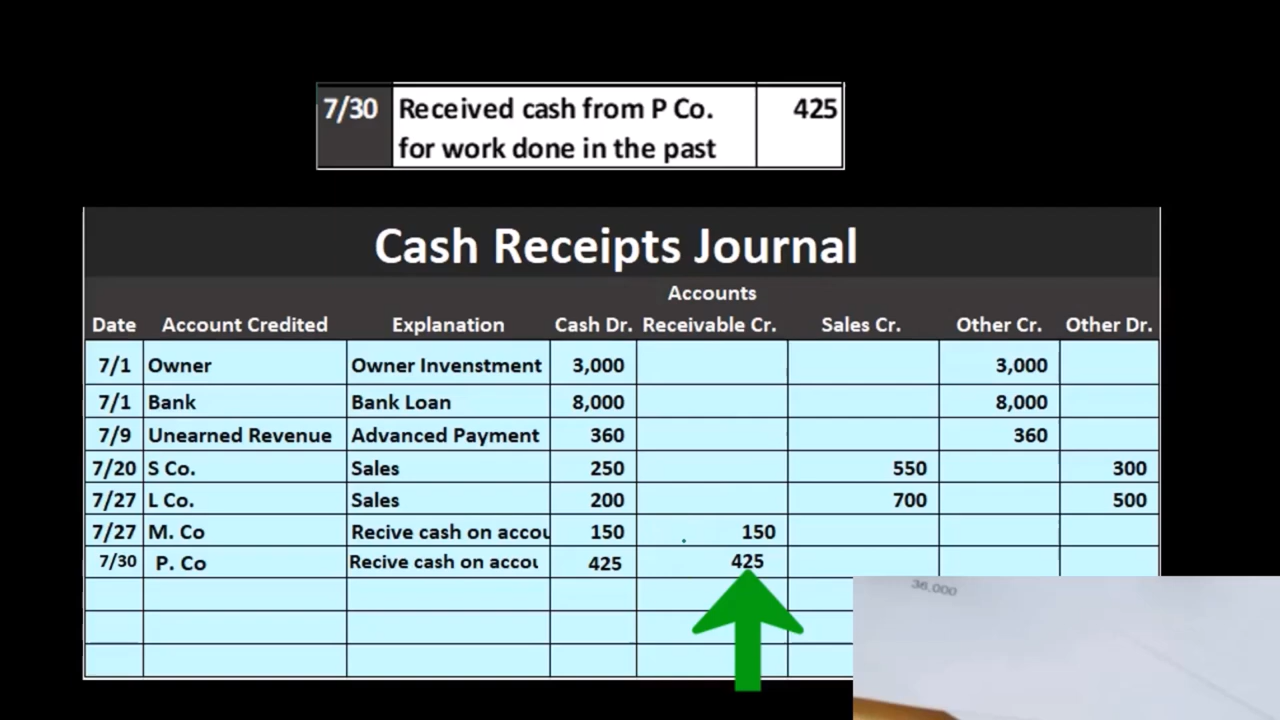 7/30 Received cash from P Co. 425
for work done in the past
Cash Receipts Journal
Accounts
Date Account Credited Explanation Cash Dr. Receivable Cr. Sales Cr. Other Cr. Other Dr.
7/1 Owner Owner Invenstment 3,000 3,000
7/1 Bank Bank Loan 8,000 8,000
7/9 Unearned Revenue Advanced Payment 360 360
7/20 S Co. Sales 250 550 300
7/27 L Co. Sales 200 700 500
7/27 M. Co Recive cash on accou 150 150
7/30 P. Co Recive cash on accou 425 425
36,000